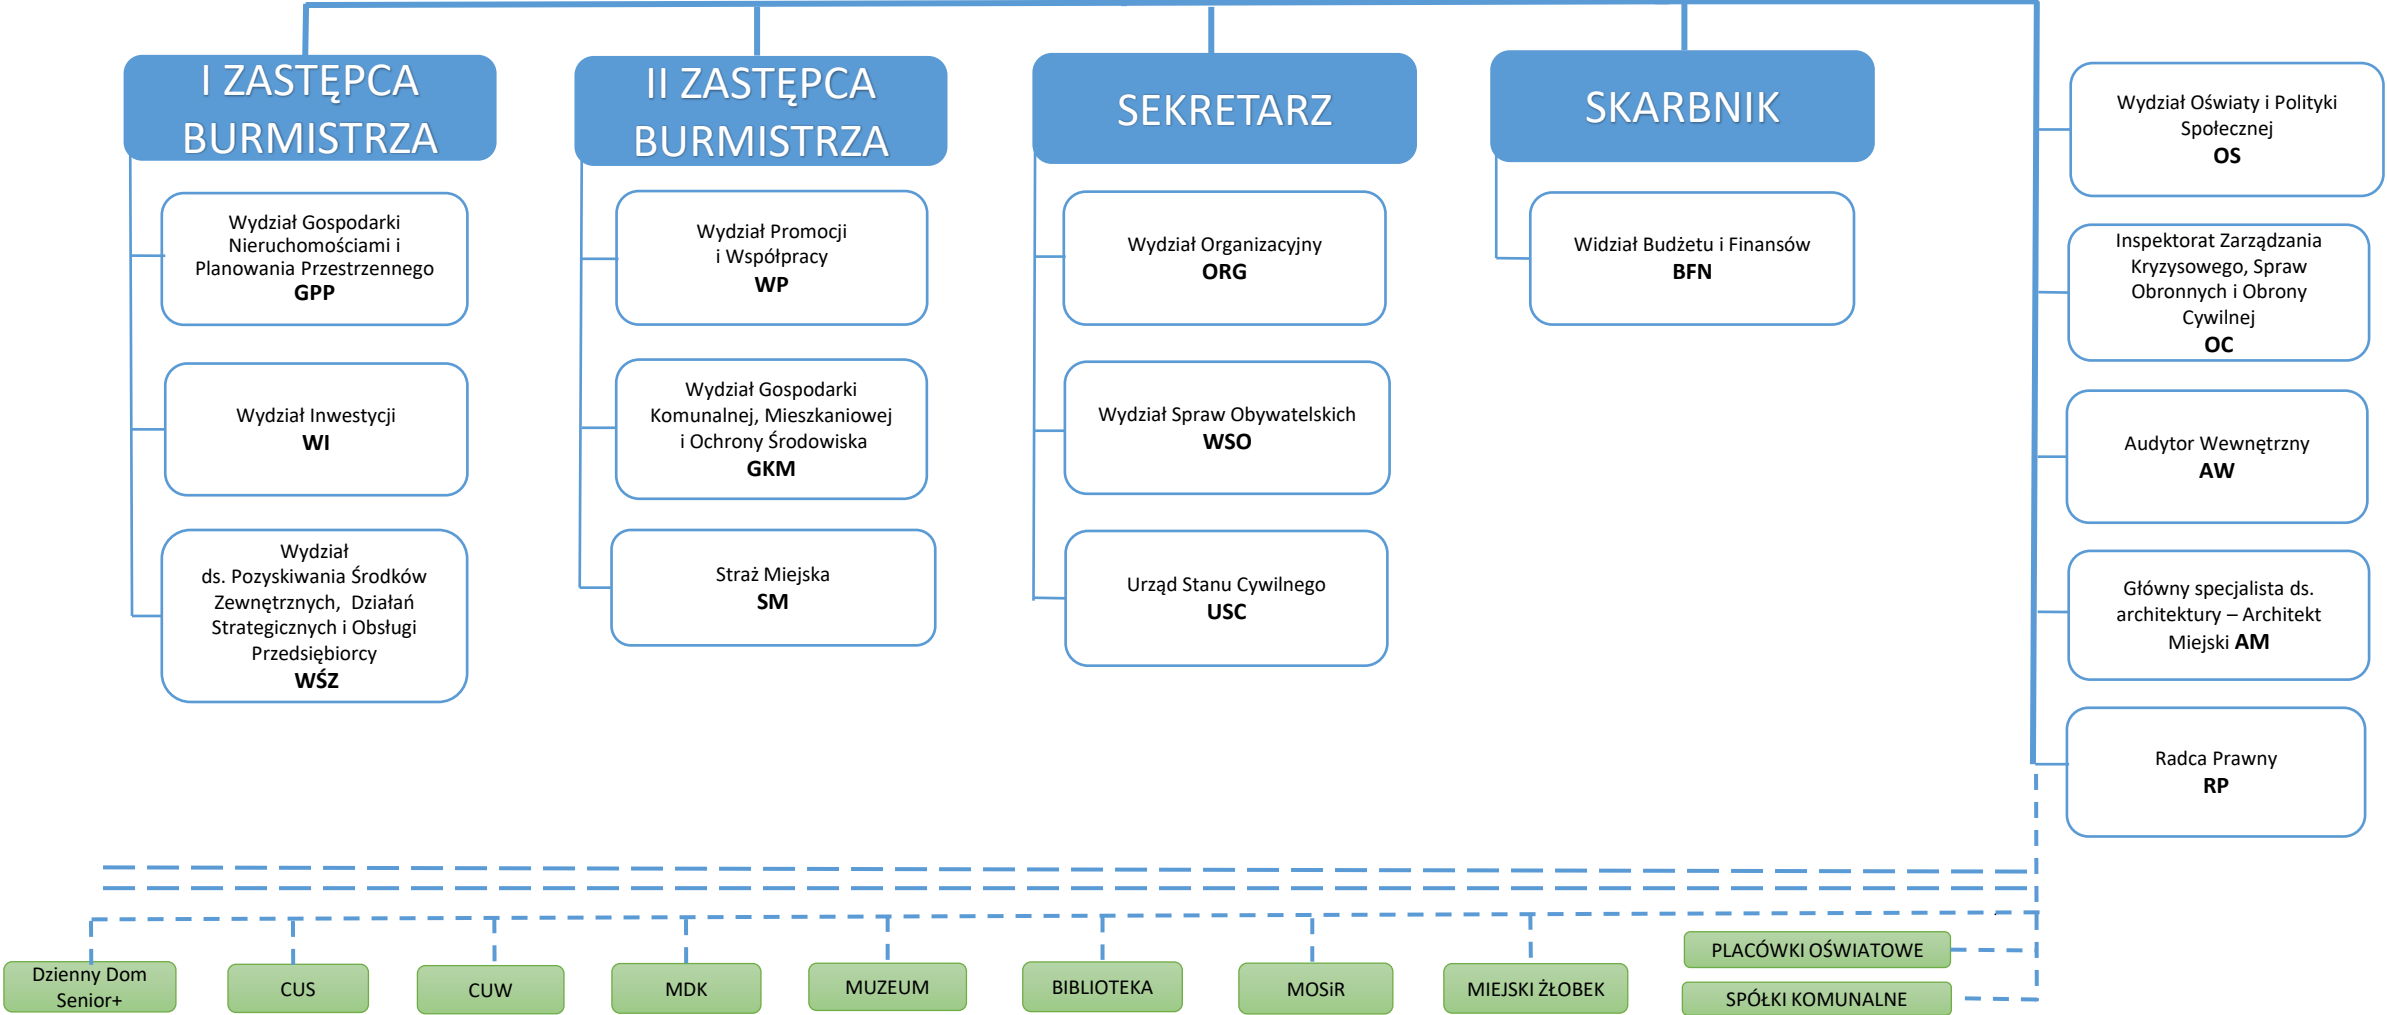 I ZASTĘPCA
BURMISTRZA
Wydział Gospodarki
Nieruchomościami i
Planowania Przestrzennego
GPP
Wydział Inwestycji
WI
Wydział
ds. Pozyskiwania Środków
Zewnętrznych, Działań
Strategicznych i Obsługi
Przedsiębiorcy
WŚZ
II ZASTĘPCA
BURMISTRZA
Wydział Promocji
i Współpracy
WP
Wydział Gospodarki
Komunalnej, Mieszkaniowej
i Ochrony Środowiska
GKM
Straż Miejska
SM
SEKRETARZ
Wydział Organizacyjny
ORG
Wydział Spraw Obywatelskich
WSO
Urząd Stanu Cywilnego
USC
SKARBNIK
Widział Budżetu i Finansów
BFN
Wydział Oświaty i Polityki
Społecznej
OS
Inspektorat Zarządzania
Kryzysowego, Spraw
Obronnych i Obrony
Cywilnej
OC
Audytor Wewnętrzny
AW
Główny specjalista ds.
architektury – Architekt
Miejski AM
Radca Prawny
RP
Dzienny Dom
Senior+
CUS
CUW
MDK
MUZEUM
BIBLIOTEKA
MOSiR
MIEJSKI ŻŁOBEK
PLACÓWKI OŚWIATOWE
SPÓŁKI KOMUNALNE